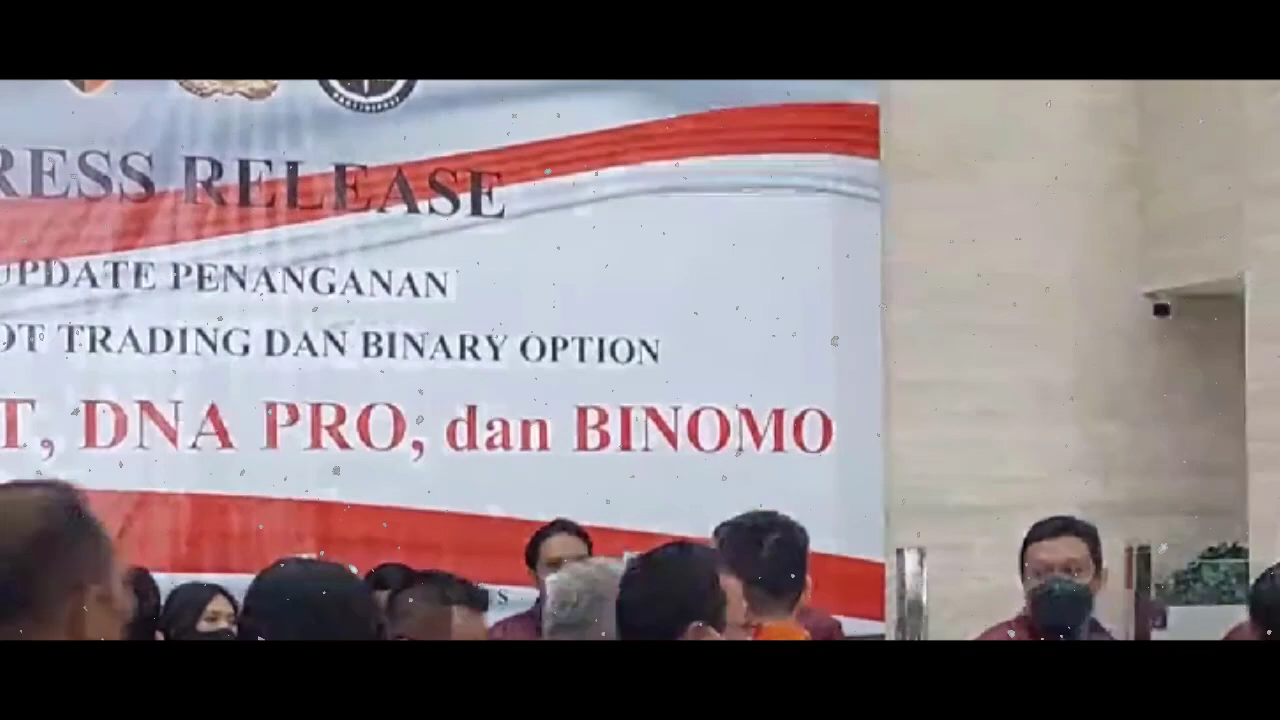 RESS RELEASE
UPDATE PENANGANAN
OT TRADING DAN BINARY OPTION
T, DNA PRO, dan BINOMO